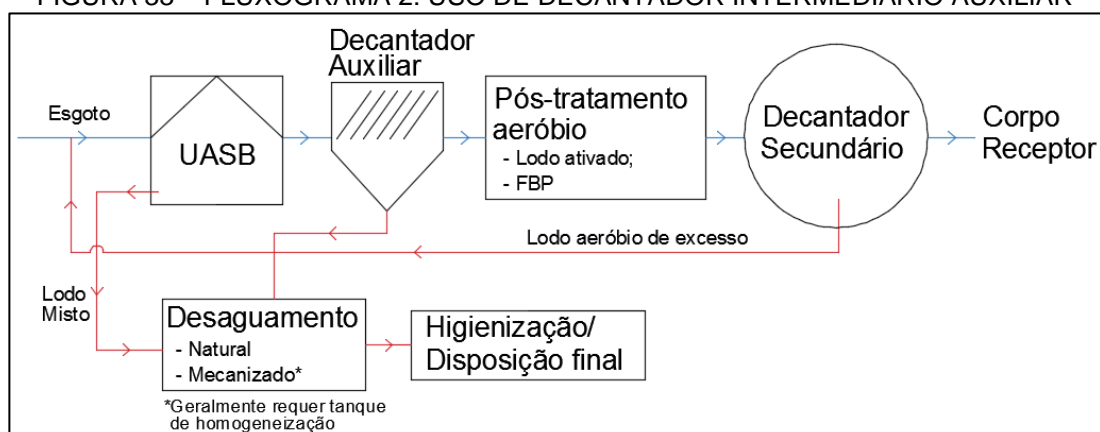 FLUXOGRAMA 2: USO DE DECANTADOR INTERMEDIÁRIO AUXILIAR
Decantador
Auxiliar
Esgoto
UASB
Pós-tratamento
aeróbio
- Lodo ativado;
- FBP
Decantador
Secundário
Corpo
Receptor
Lodo aeróbio de excesso
Lodo
Misto
Desaguamento
- Natural
- Mecanizado*
Higienização/
Disposição final
*Geralmente requer tanque
de homogeneização